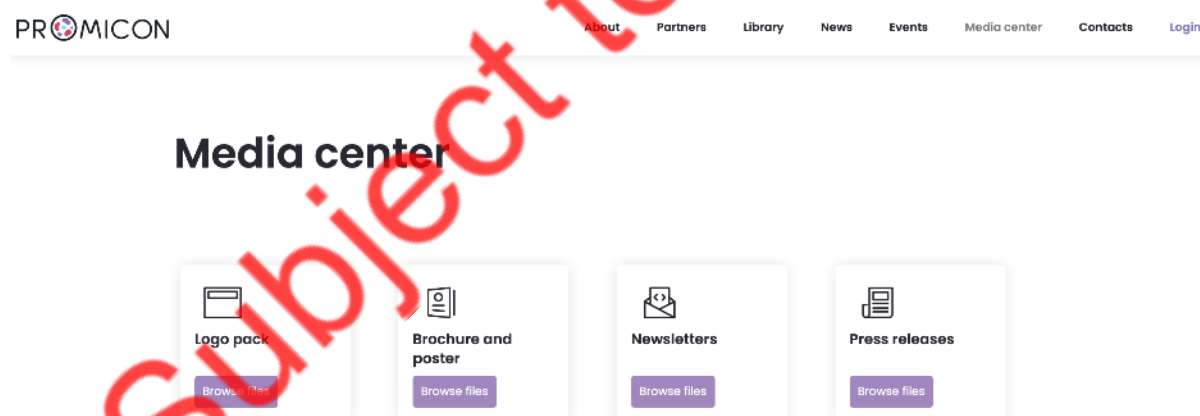 PROMICON
About Partners Library News Events Media center Contacts Login
Media center
Logo pack Brochure and poster Newsletters Press releases
Browse files Browse files Browse files Browse files
Subject to